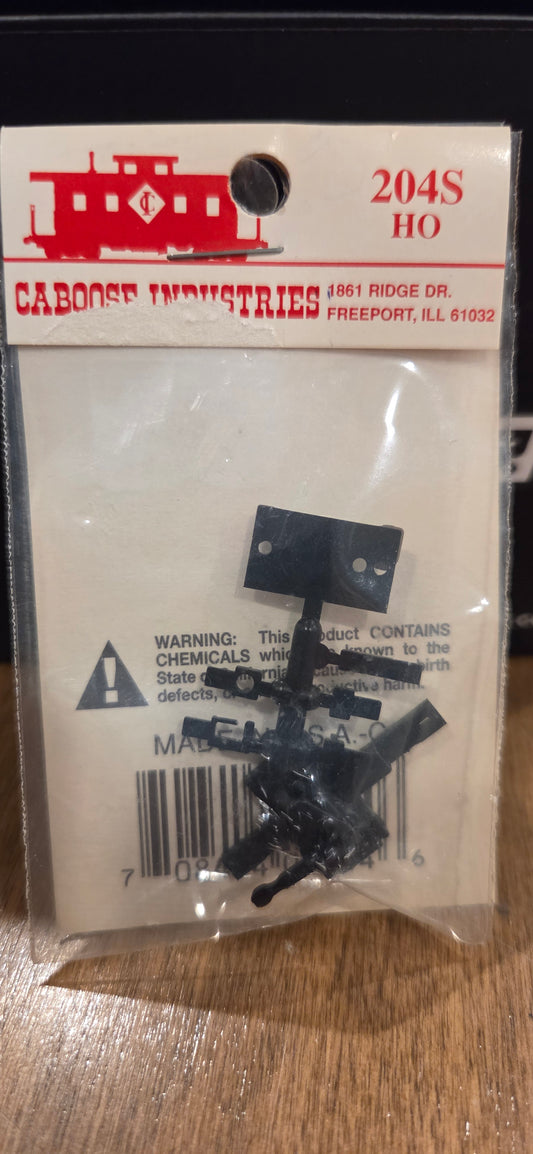 204S
HO
CABOOSE INDUSTRIES
1861 RIDGE DR.
FREEPORT, ILL 61032
WARNING: This product CONTAINS
CHEMICALS known to the
State birth
defects, harm.
MADE U.S.A.
7 6